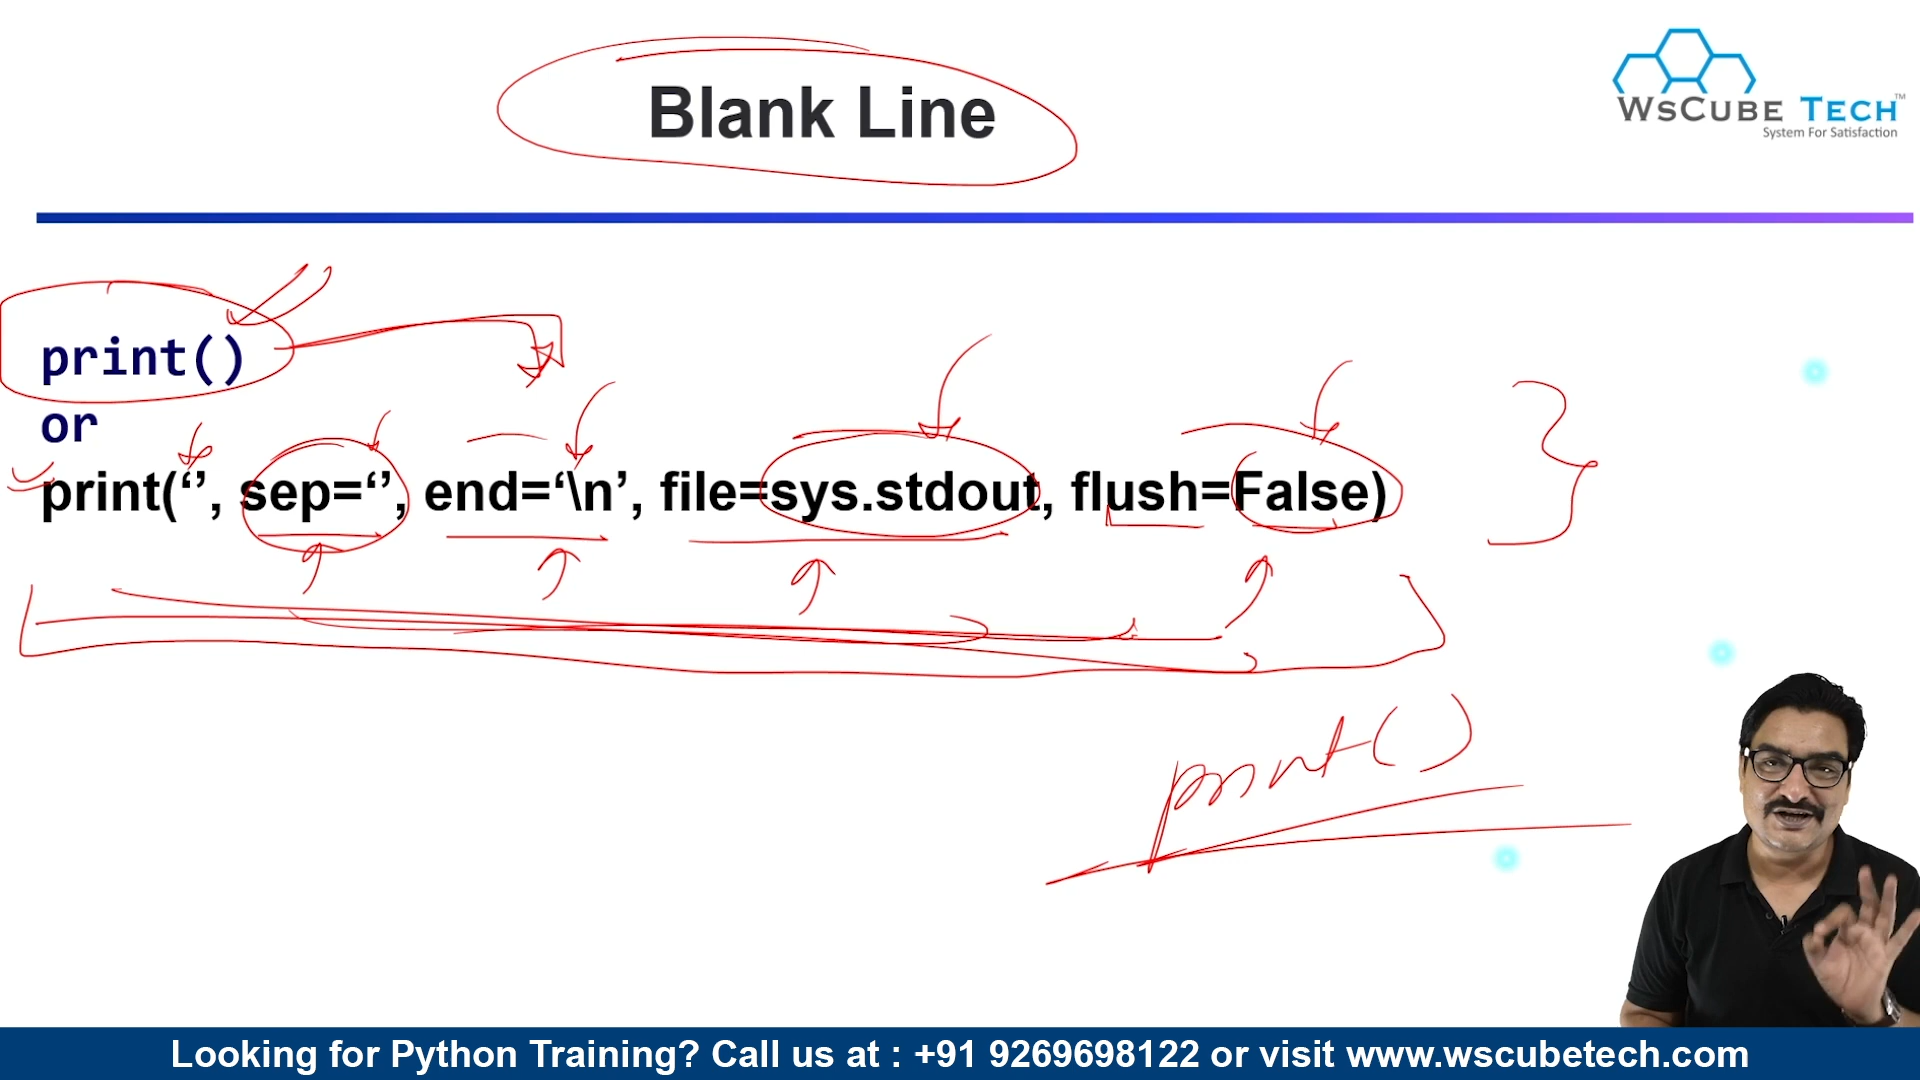 Blank Line
WsCube Tech™
System For Satisfaction
print()
or
print(‘’, sep=‘’, end=‘\n’, file=sys.stdout, flush=False)
print()
Looking for Python Training? Call us at : +91 9269698122 or visit www.wscubetech.com